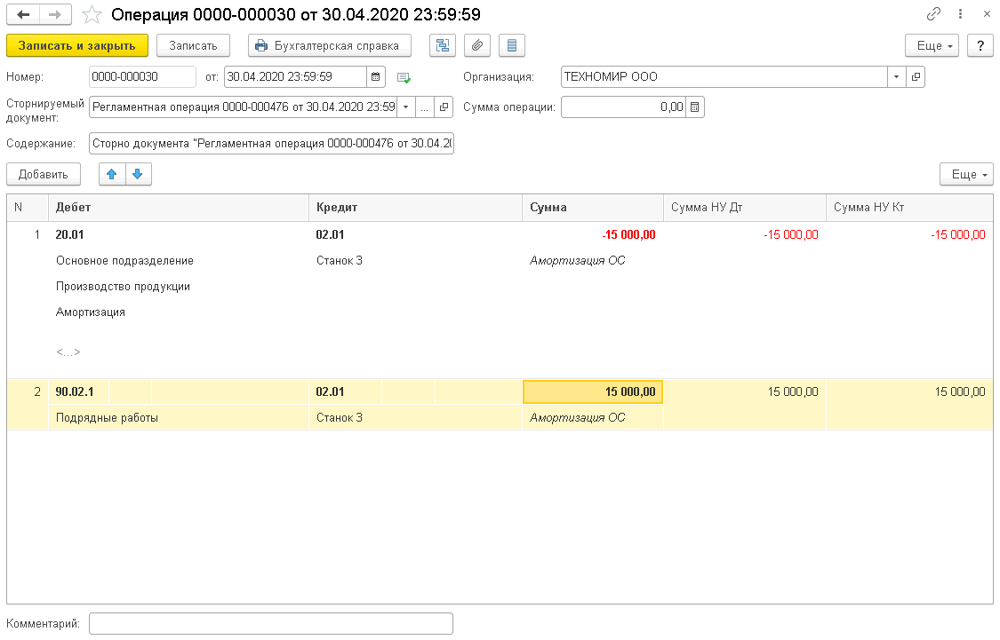 Операция 0000-000030 от 30.04.2020 23:59:59
Записать и закрыть Записать Бухгалтерская справка Еще ?
Номер: 0000-000030 от: 30.04.2020 23:59:59 Организация: ТЕХНОМИР ООО
Сторнируемый документ: Регламентная операция 0000-000476 от 30.04.2020 23:59 ... Сумма операции: 0,00
Содержание: Сторно документа "Регламентная операция 0000-000476 от 30.04.20
Добавить Еще
N Дебет Кредит Сумма Сумма НУ Дт Сумма НУ Кт
1 20.01 02.01 -15 000,00 -15 000,00 -15 000,00
Основное подразделение Станок 3 Амортизация ОС
Производство продукции
Амортизация
<...>
2 90.02.1 02.01 15 000,00 15 000,00 15 000,00
Подрядные работы Станок 3 Амортизация ОС
Комментарий: